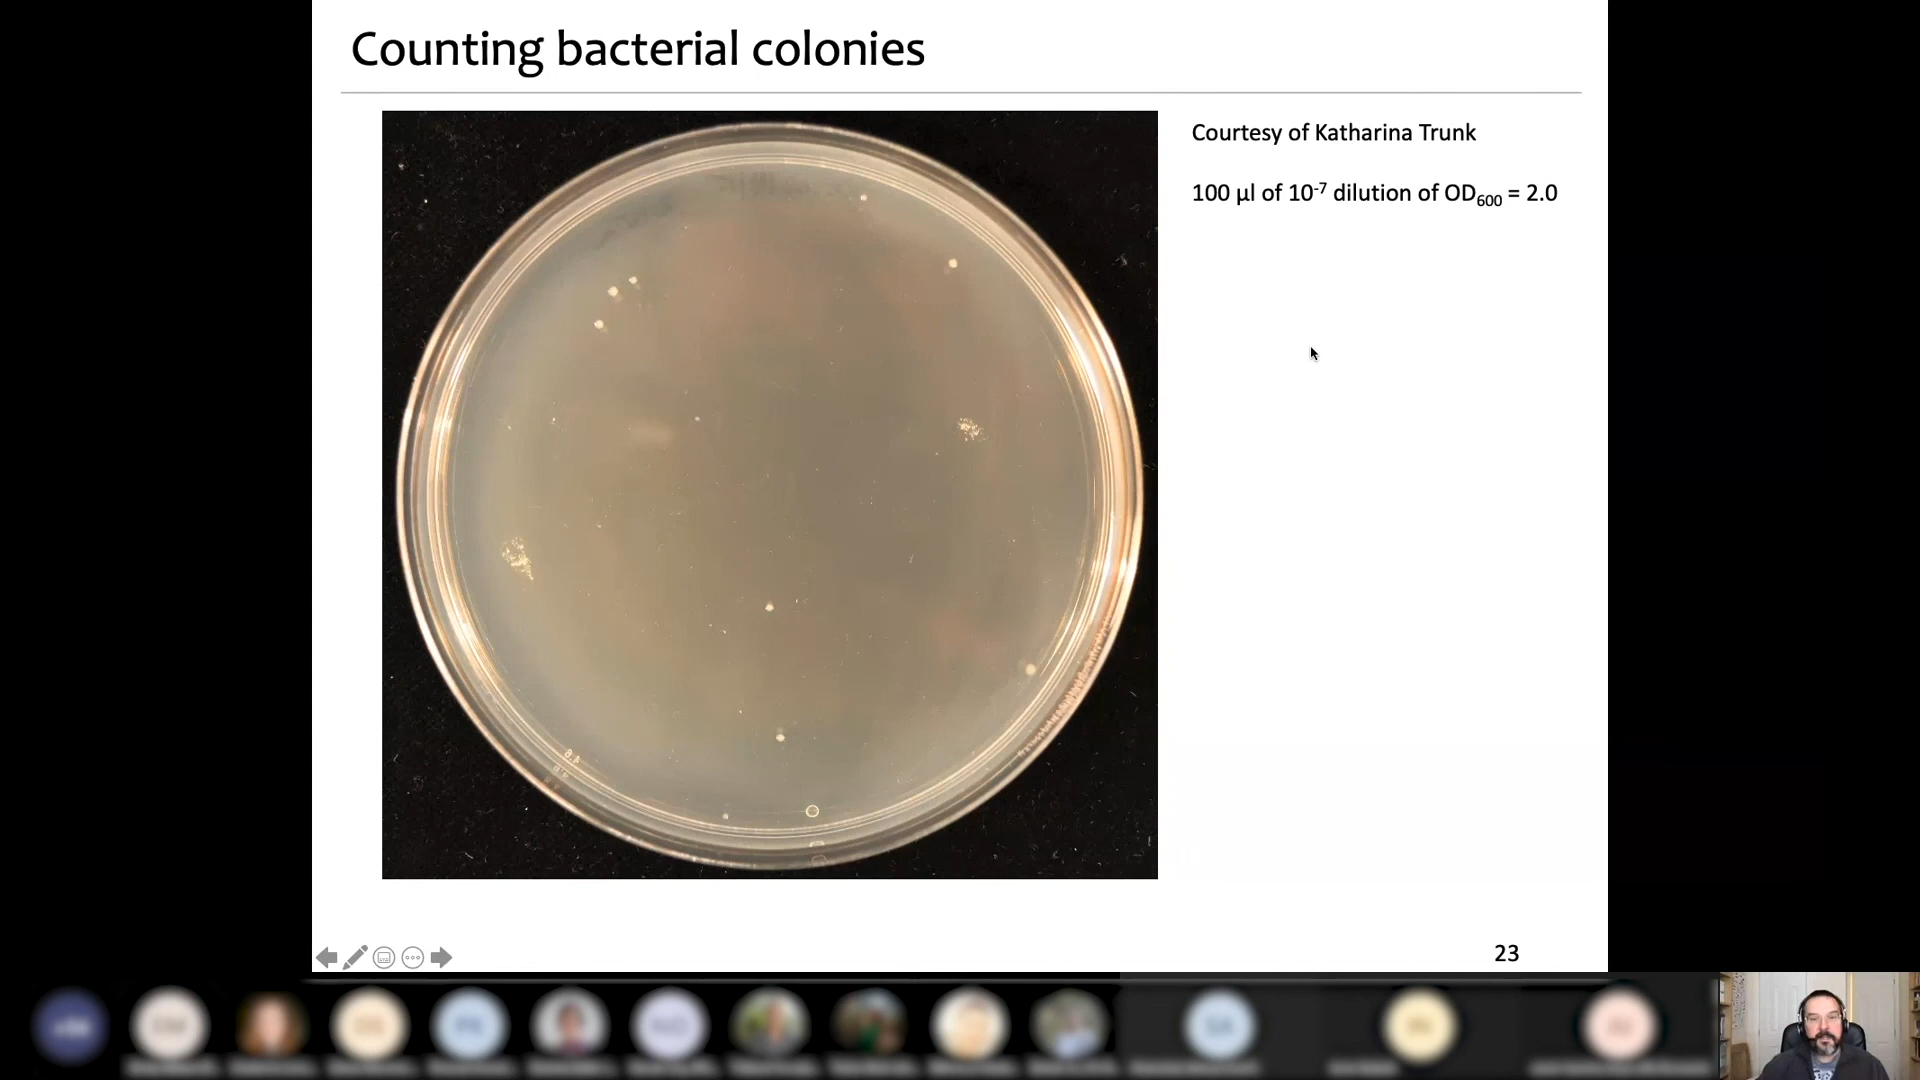 Counting bacterial colonies
Courtesy of Katharina Trunk
100 µl of 10⁻⁷ dilution of OD₆₀₀ = 2.0
23